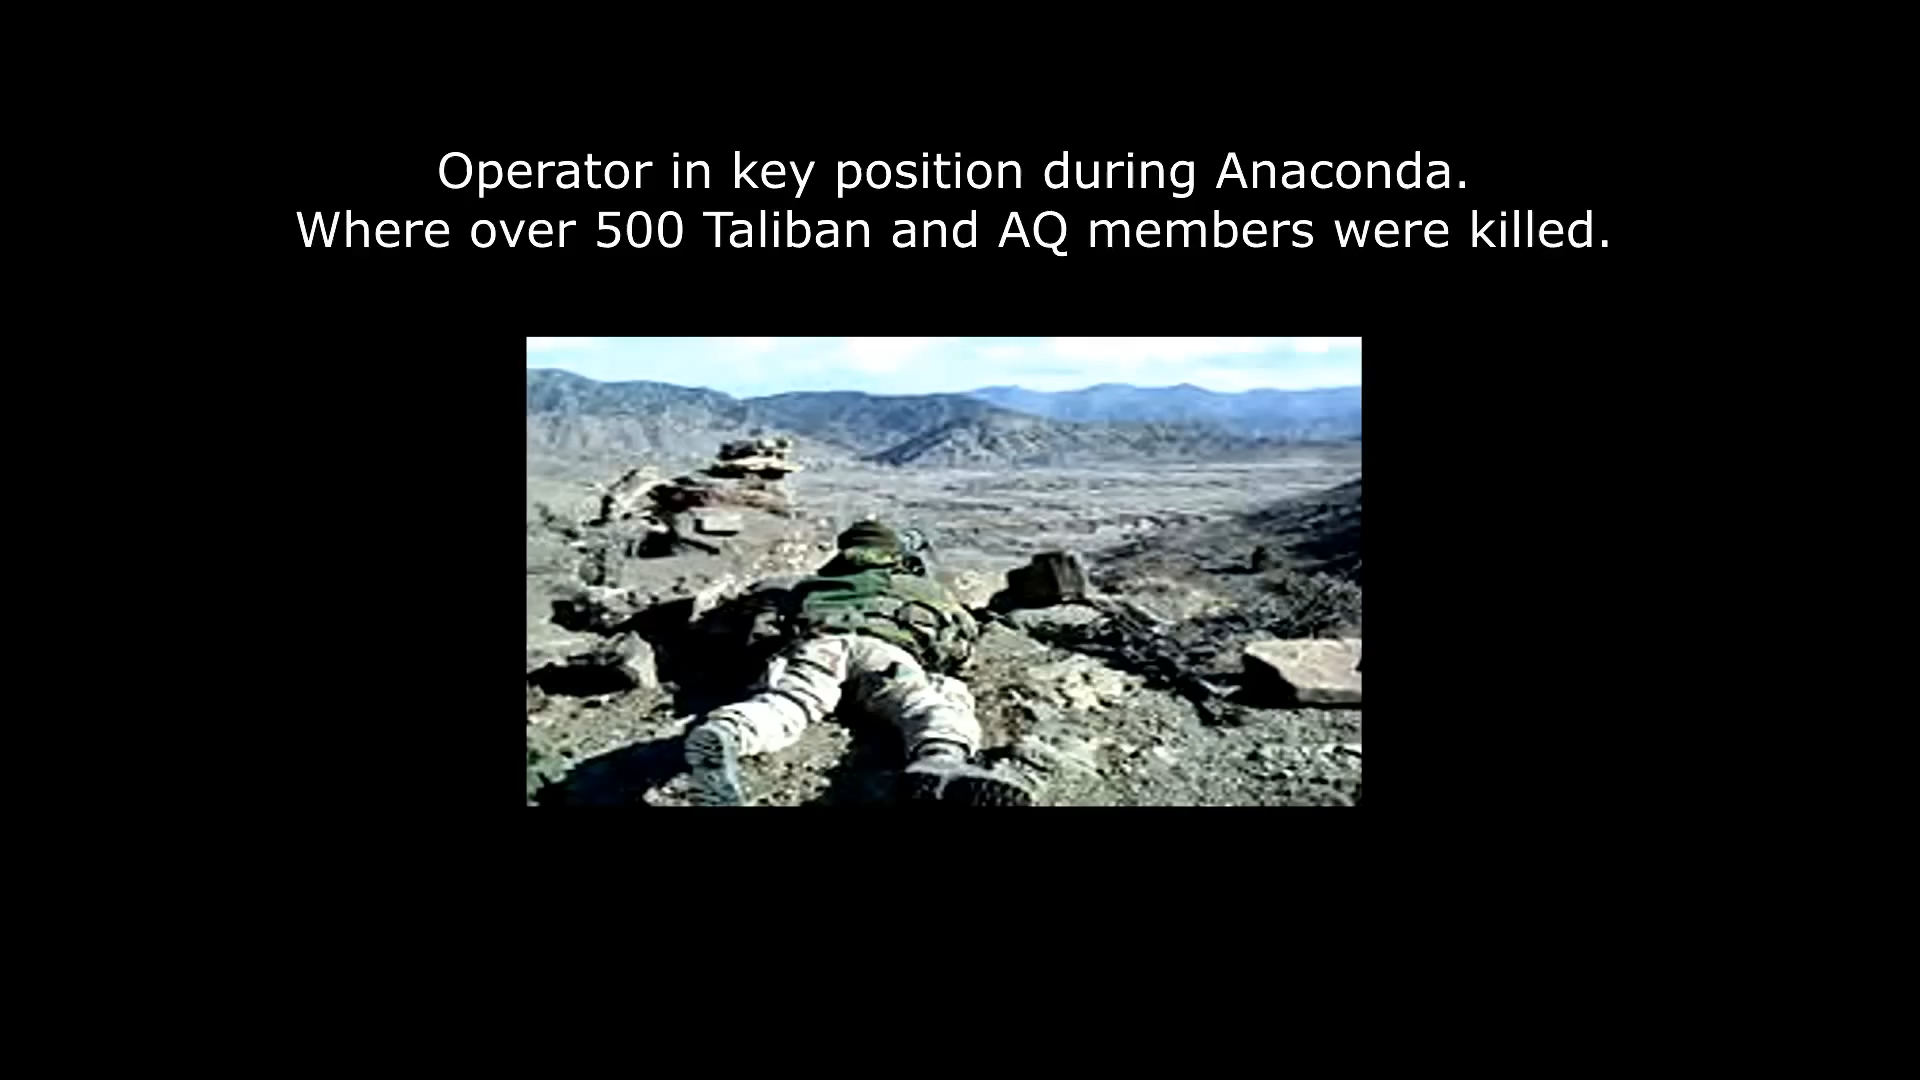 Operator in key position during Anaconda.
Where over 500 Taliban and AQ members were killed.